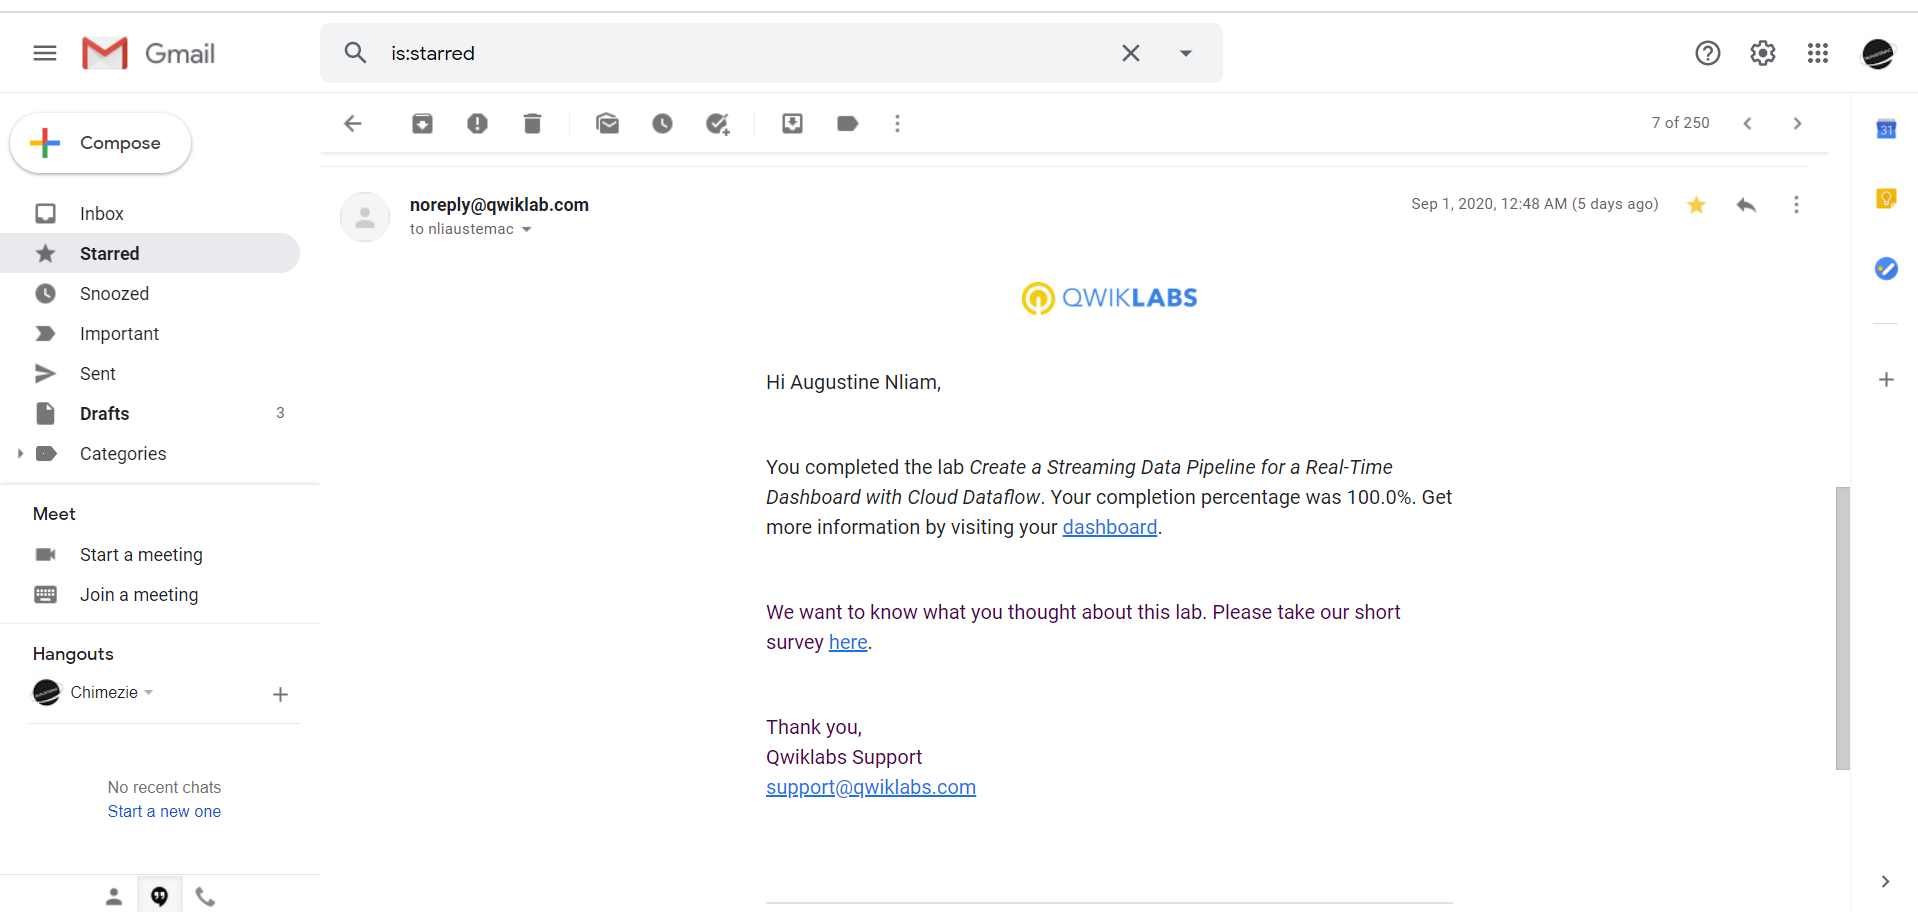 Gmail
is:starred
Compose
7 of 250
31
Inbox
Starred
Snoozed
Important
Sent
Drafts 3
Categories
Meet
Start a meeting
Join a meeting
Hangouts
Chimezie
No recent chats
Start a new one
noreply@qwiklab.com
to nliaustemac
Sep 1, 2020, 12:48 AM (5 days ago)
QWIKLABS
Hi Augustine Nliam,
You completed the lab Create a Streaming Data Pipeline for a Real-Time
Dashboard with Cloud Dataflow. Your completion percentage was 100.0%. Get
more information by visiting your dashboard.
We want to know what you thought about this lab. Please take our short
survey here.
Thank you,
Qwiklabs Support
support@qwiklabs.com